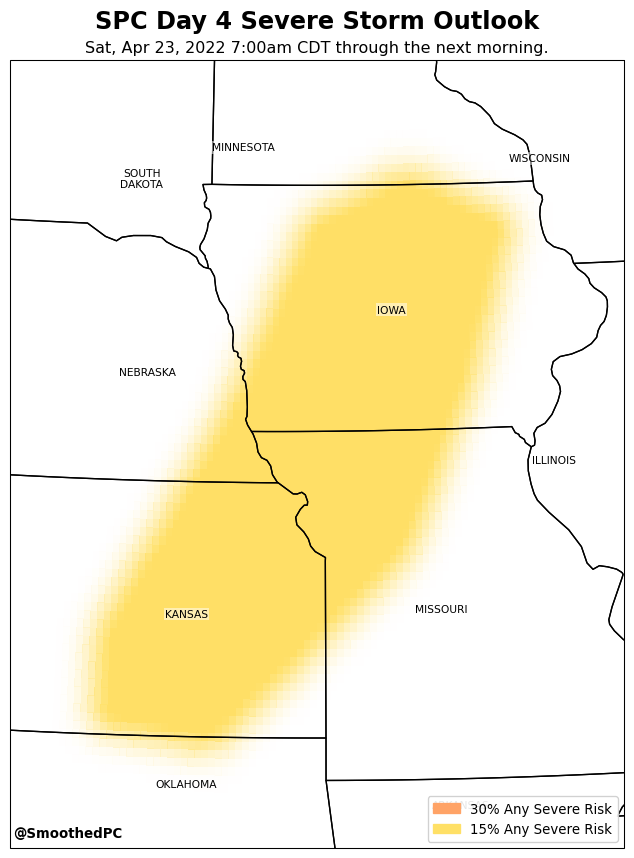 SPC Day 4 Severe Storm Outlook
Sat, Apr 23, 2022 7:00am CDT through the next morning.
MINNESOTA
WISCONSIN
SOUTH
DAKOTA
IOWA
NEBRASKA
ILLINOIS
KANSAS
MISSOURI
OKLAHOMA
30% Any Severe Risk
15% Any Severe Risk
@SmoothedPC